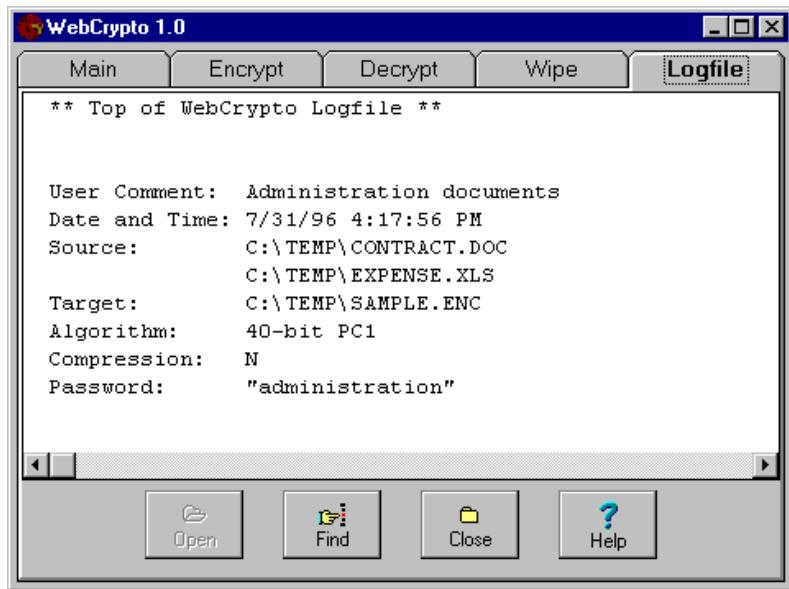 WebCrypto 1.0
Main Encrypt Decrypt Wipe Logfile
** Top of WebCrypto Logfile **
User Comment: Administration documents
Date and Time: 7/31/96 4:17:56 PM
Source: C:\TEMP\CONTRACT.DOC
C:\TEMP\EXPENSE.XLS
Target: C:\TEMP\SAMPLE.ENC
Algorithm: 40-bit PC1
Compression: N
Password: "administration"
Open Find Close Help